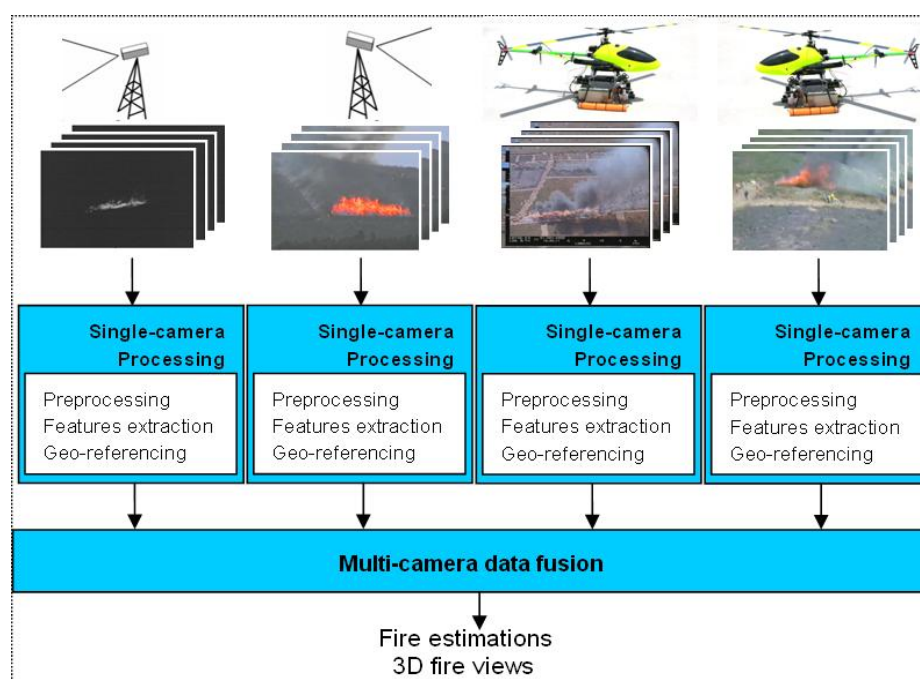 Single-camera
Processing
Preprocessing
Features extraction
Geo-referencing
Single-camera
Processing
Preprocessing
Features extraction
Geo-referencing
Single-camera
Processing
Preprocessing
Features extraction
Geo-referencing
Single-camera
Processing
Preprocessing
Features extraction
Geo-referencing
Multi-camera data fusion
Fire estimations
3D fire views